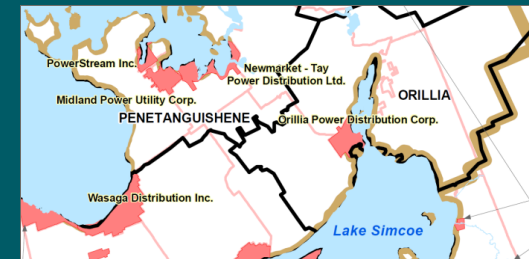 PowerStream Inc.
Newmarket - Tay
Power Distribution Ltd.
Midland Power Utility Corp.
ORILLIA
PENETANGUISHENE
Orillia Power Distribution Corp.
Wasaga Distribution Inc.
Lake Simcoe